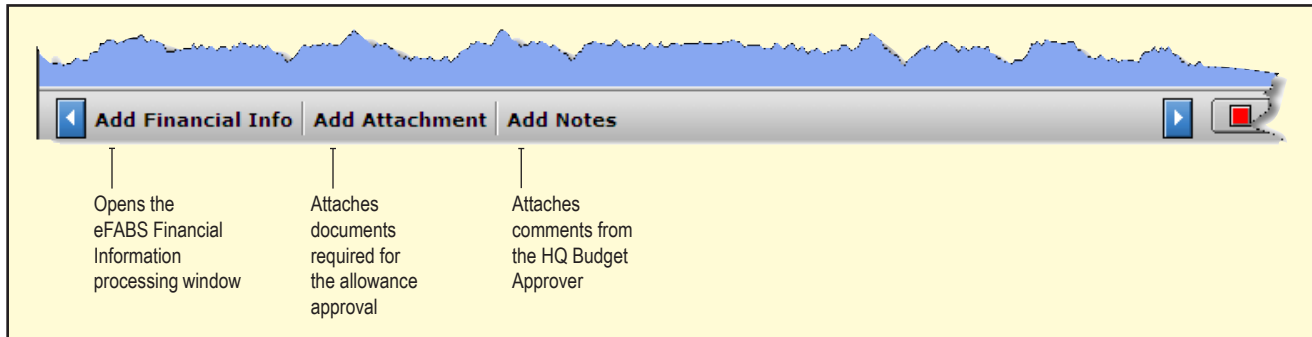 Add Financial Info Add Attachment Add Notes
Opens the
eFABS Financial
Information
processing window
Attaches
documents
required for
the allowance
approval
Attaches
comments from
the HQ Budget
Approver